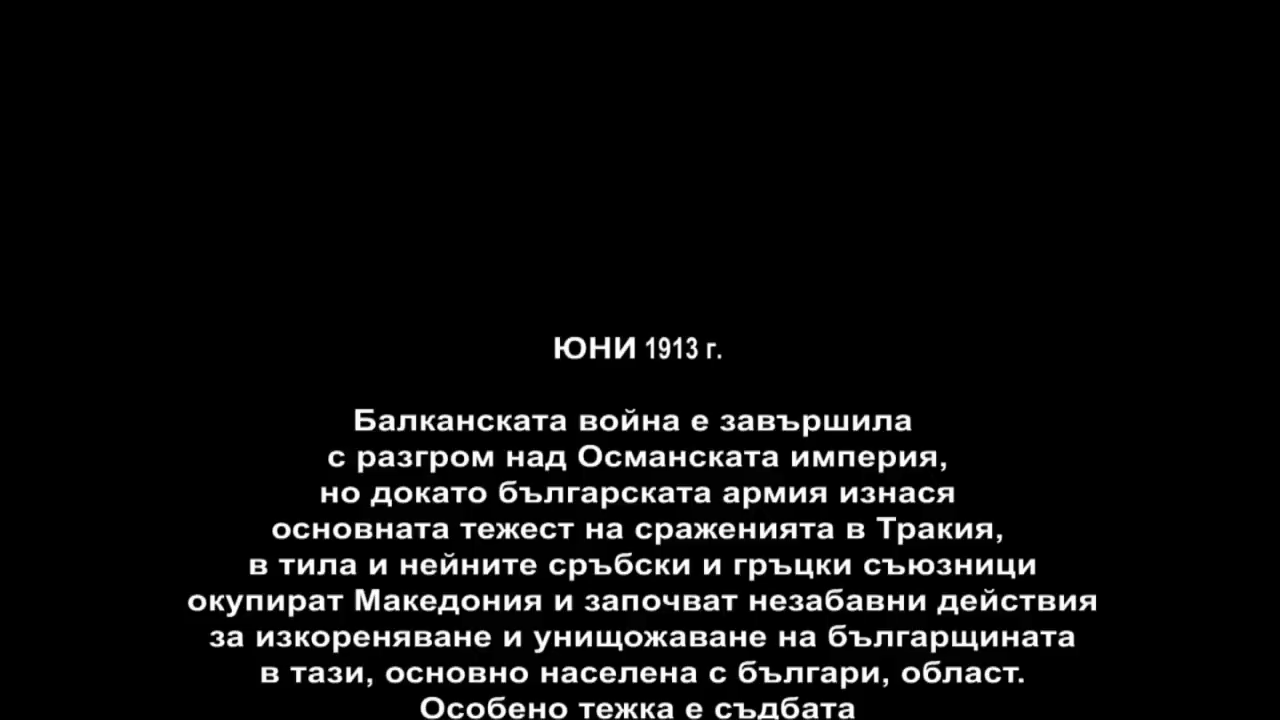 ЮНИ 1913 г.
Балканската война е завършила
с разгром над Османската империя,
но докато българската армия изнася
основната тежест на сраженията в Тракия,
в тила и нейните сръбски и гръцки съюзници
окупират Македония и започват незабавни действия
за изкореняване и унищожаване на българщината
в тази, основно населена с българи, област.
Особено тежка е съдбата